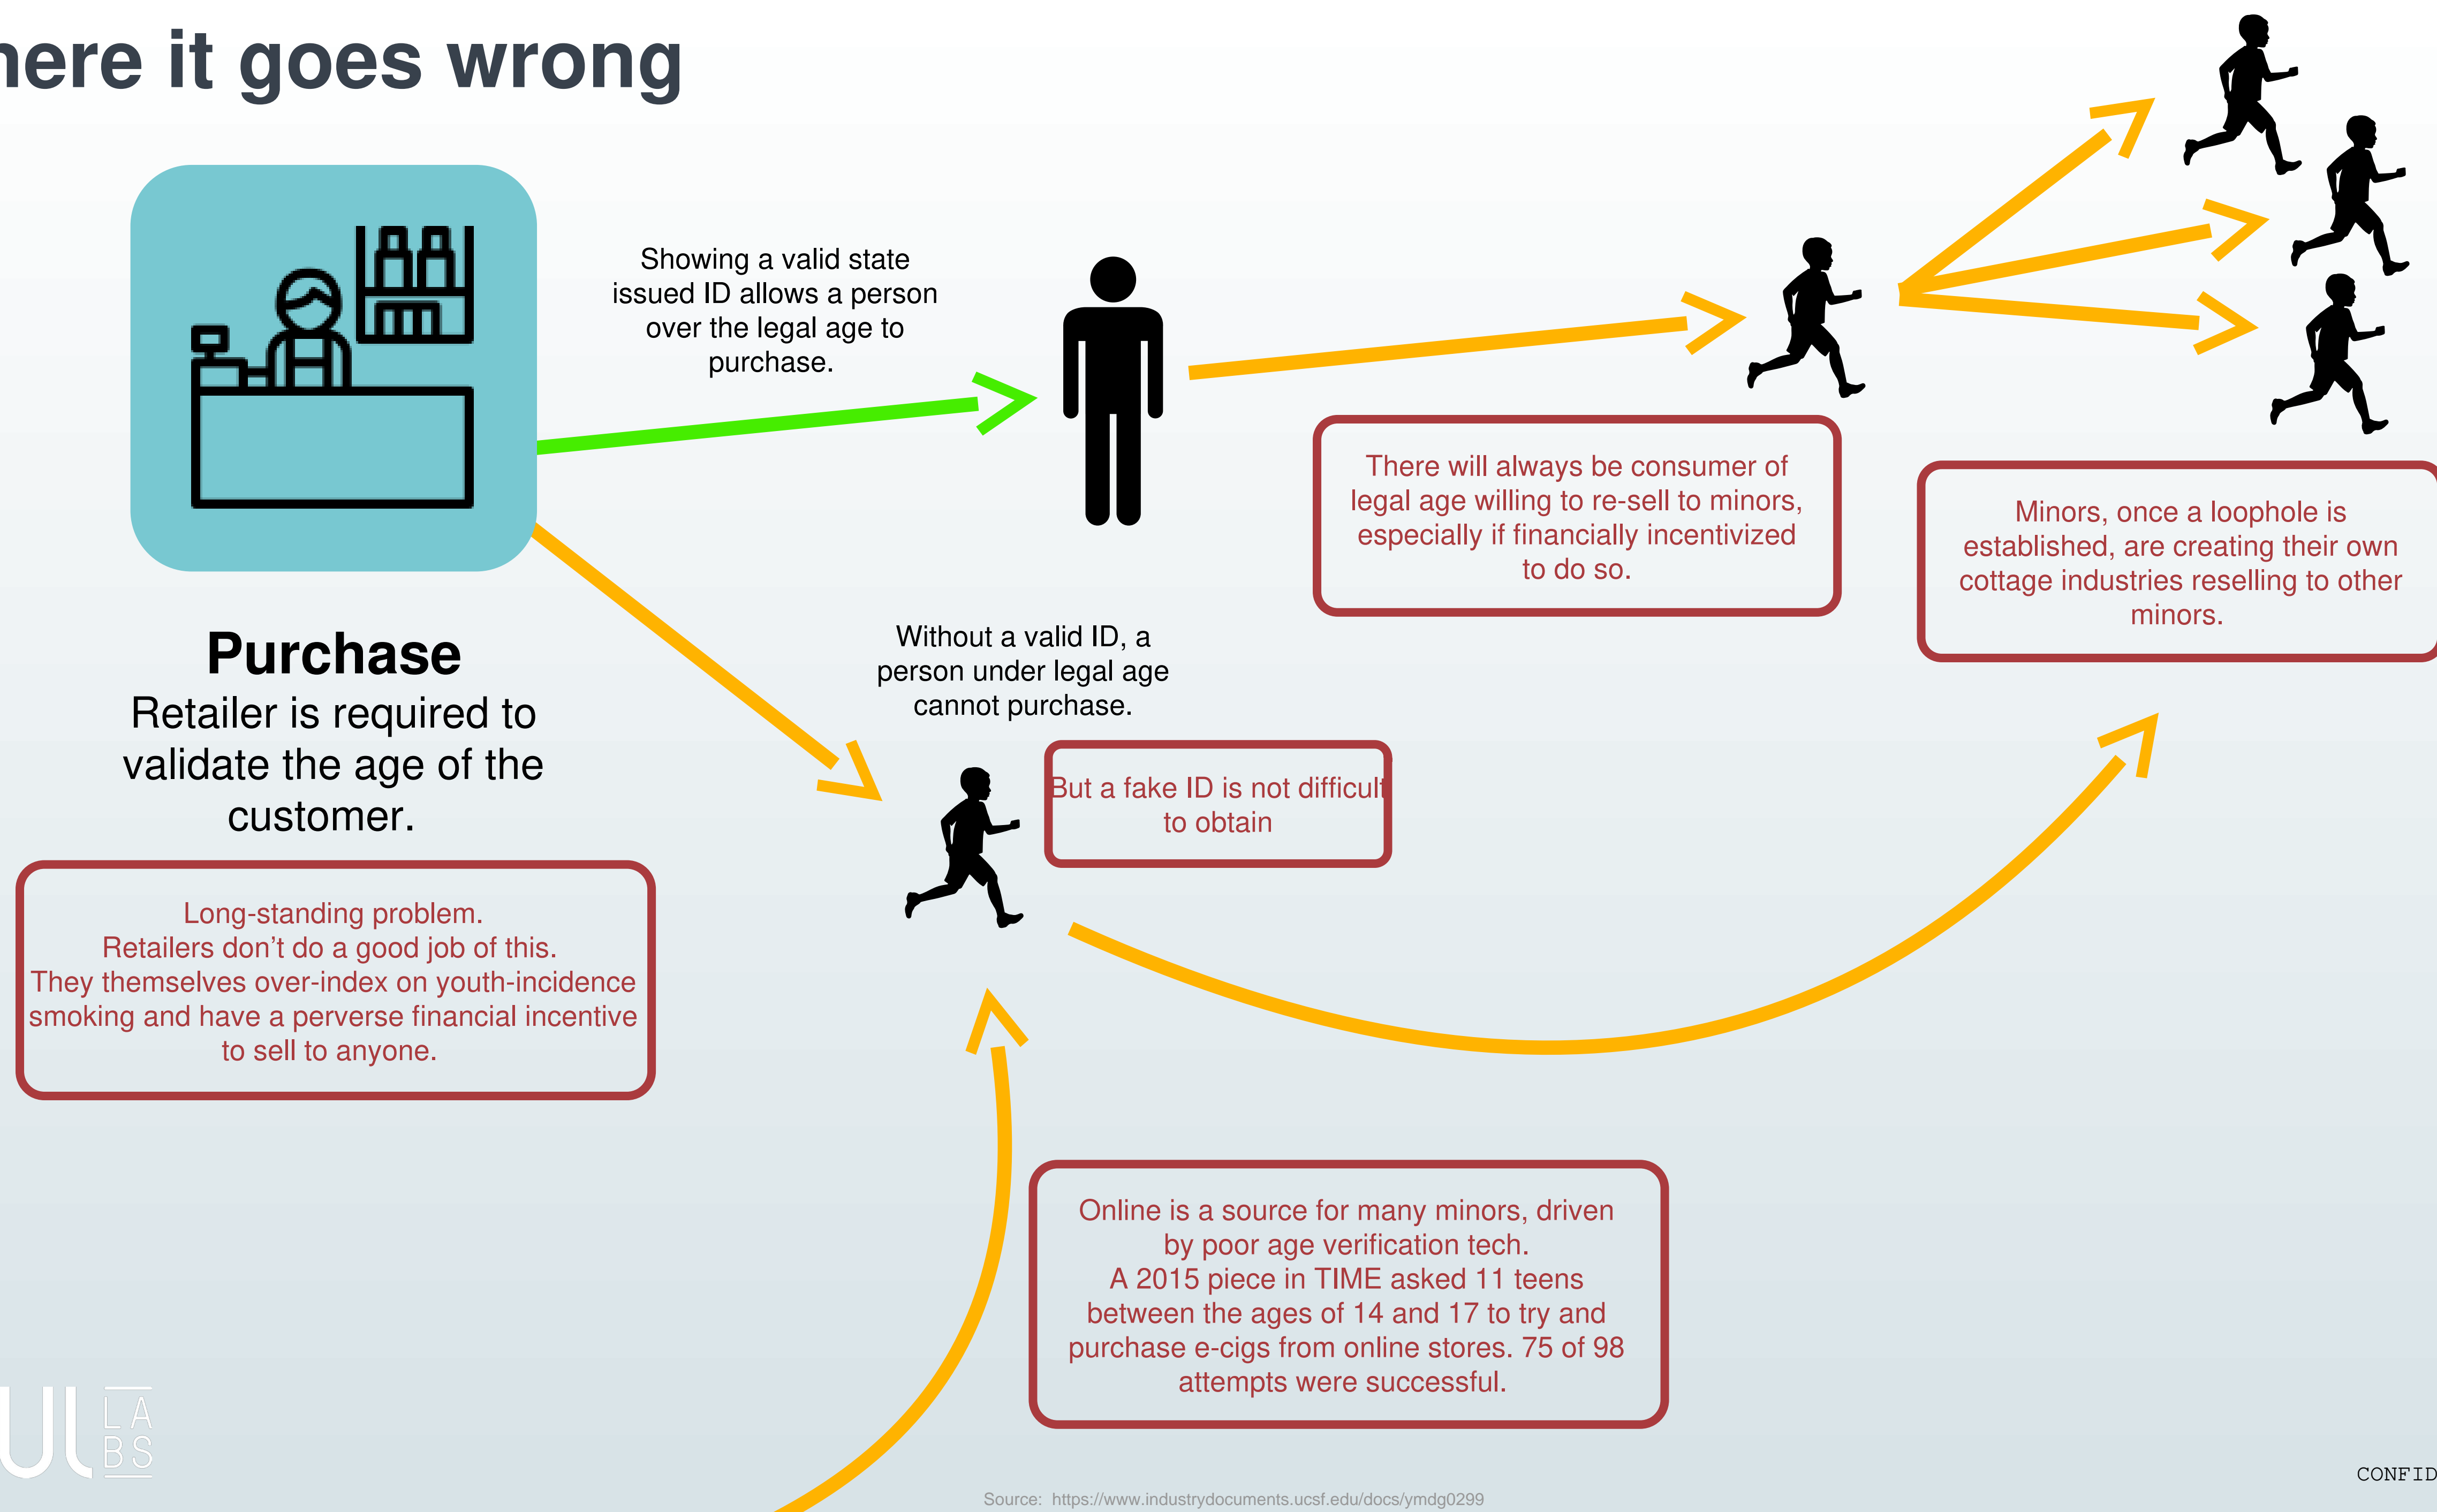 here it goes wrong
Showing a valid state
issued ID allows a person
over the legal age to
purchase.
There will always be consumer of
legal age willing to re-sell to minors,
especially if financially incentivized
to do so.
Minors, once a loophole is
established, are creating their own
cottage industries reselling to other
minors.
Purchase
Retailer is required to
validate the age of the
customer.
Without a valid ID, a
person under legal age
cannot purchase.
But a fake ID is not difficult
to obtain
Long-standing problem.
Retailers don't do a good job of this.
They themselves over-index on youth-incidence
smoking and have a perverse financial incentive
to sell to anyone.
Online is a source for many minors, driven
by poor age verification tech.
A 2015 piece in TIME asked 11 teens
between the ages of 14 and 17 to try and
purchase e-cigs from online stores. 75 of 98
attempts were successful.
UL LA
BS
CONFID
Source: https://www.industrydocuments.ucsf.edu/docs/ymdg0299